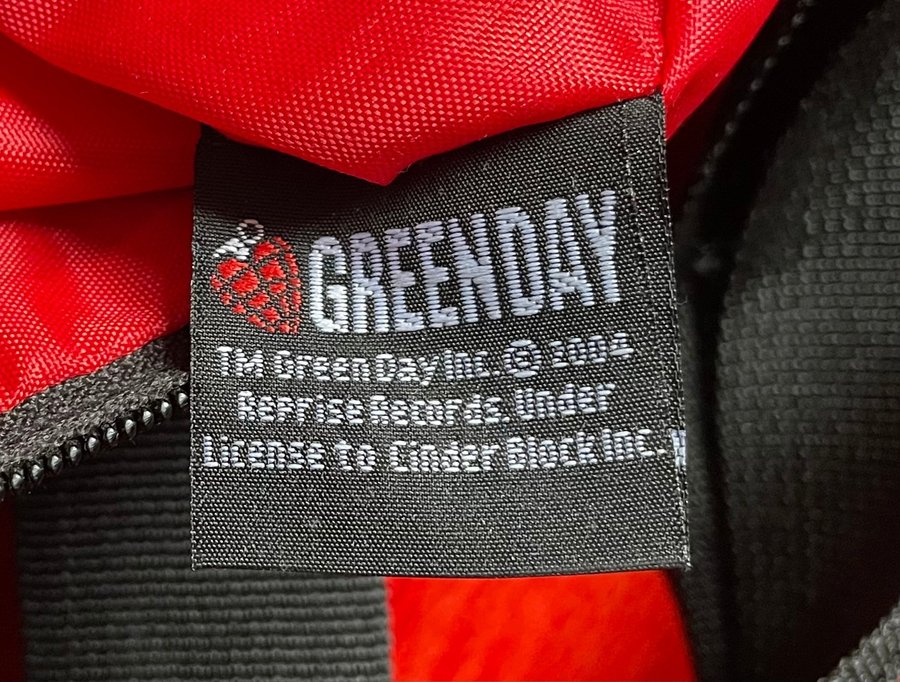 GREENDAY
TM Green Day Inc. © 2004
Reprise Records. Under
License to Cinder Block Inc.